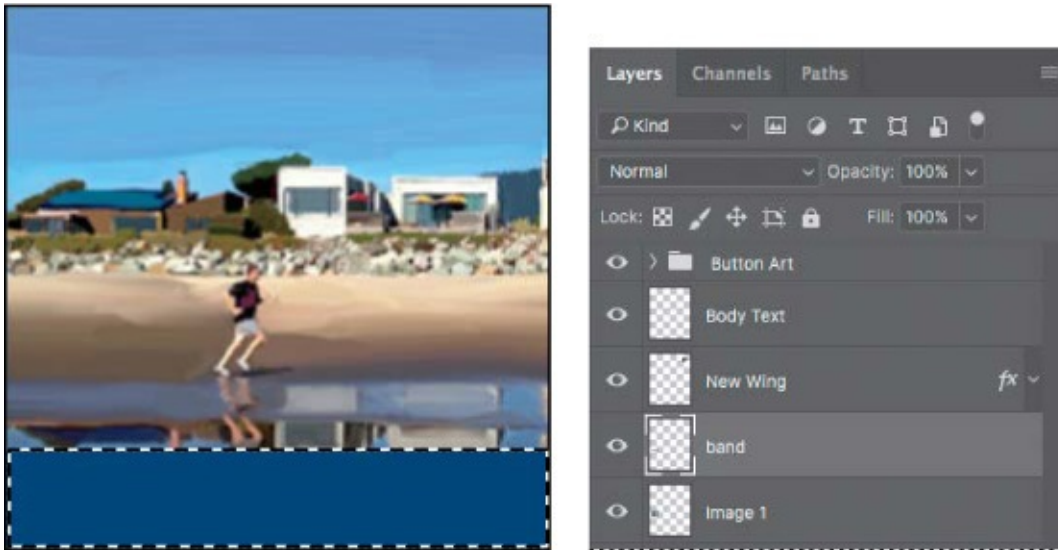 Layers Channels Paths
Kind T
Normal Opacity: 100%
Lock: Fill: 100%
Button Art
Body Text
New Wing fx
band
Image 1